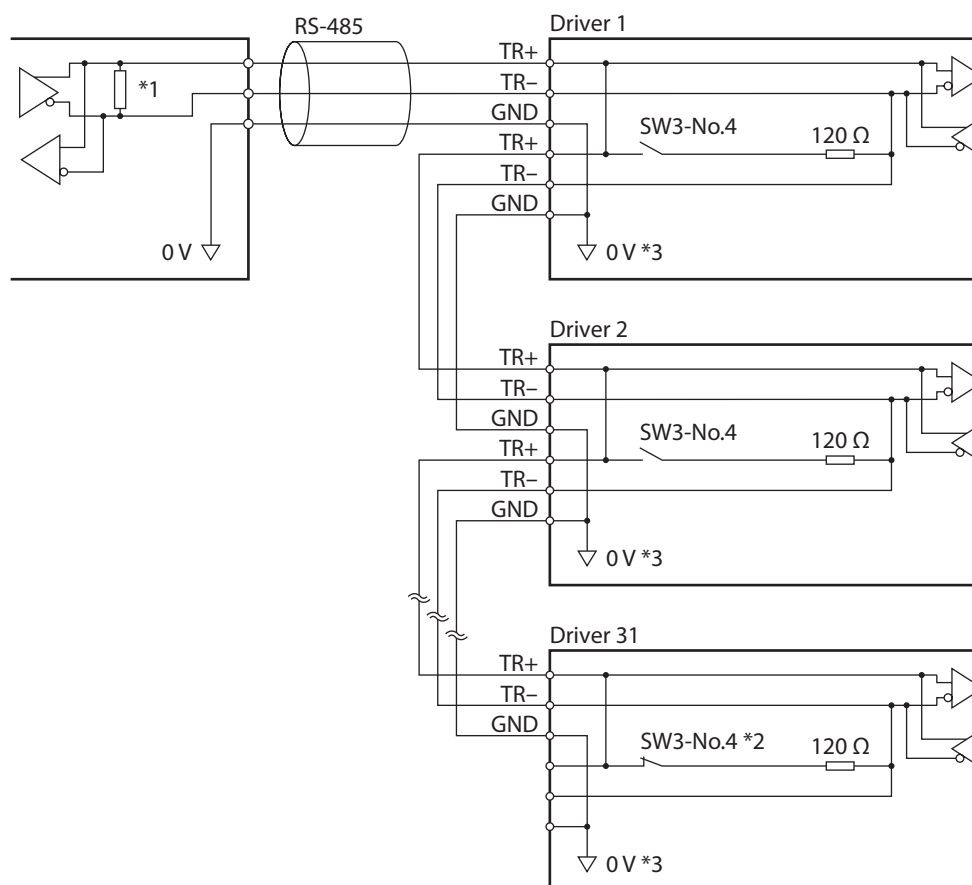 RS-485
Driver 1
*1
0 V
TR+
TR−
GND
TR+
TR−
GND
SW3-No.4
120 Ω
0 V *3
Driver 2
TR+
TR−
GND
TR+
TR−
GND
SW3-No.4
120 Ω
0 V *3
Driver 31
TR+
TR−
GND
SW3-No.4 *2
120 Ω
0 V *3